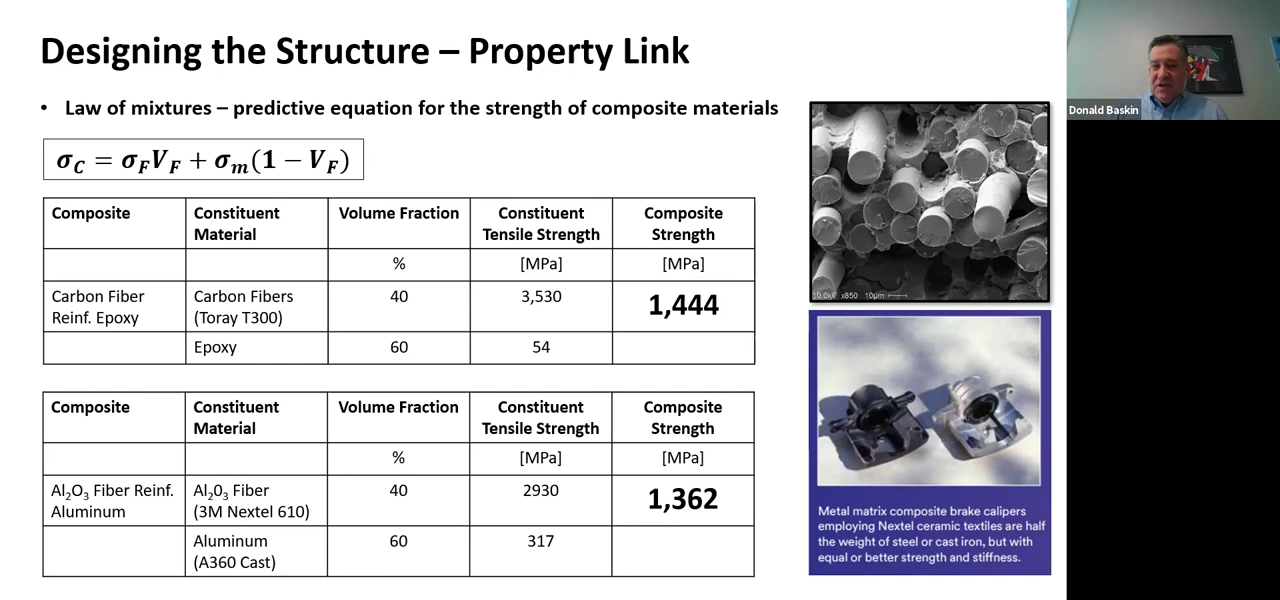 Designing the Structure – Property Link
• Law of mixtures – predictive equation for the strength of composite materials
σ_C = σ_F V_F + σ_m(1 − V_F)
Composite
Constituent
Material
Volume Fraction
Constituent
Tensile Strength
Composite
Strength
%
[MPa]
[MPa]
Carbon Fiber
Reinf. Epoxy
Carbon Fibers
(Toray T300)
40
3,530
1,444
Epoxy
60
54
Composite
Constituent
Material
Volume Fraction
Constituent
Tensile Strength
Composite
Strength
%
[MPa]
[MPa]
Al₂O₃ Fiber Reinf.
Aluminum
Al₂0₃ Fiber
(3M Nextel 610)
40
2930
1,362
Aluminum
(A360 Cast)
60
317
10.0kV x850 10µm
Metal matrix composite brake calipers
employing Nextel ceramic textiles are half
the weight of steel or cast iron, but with
equal or better strength and stiffness.
Donald Baskin